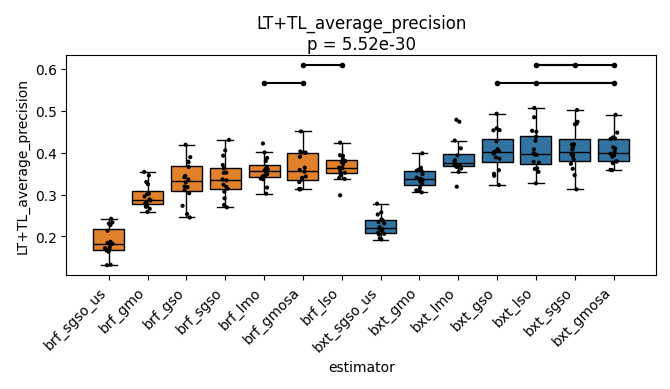 LT+TL_average_precision
p = 5.52e-30
LT+TL_average_precision
0.6
0.5
0.4
0.3
0.2
brf_sgso_us
brf_gmo
brf_gso
brf_sgso
brf_lmo
brf_gmosa
brf_lso
bxt_sgso_us
bxt_gmo
bxt_lmo
bxt_gso
bxt_lso
bxt_sgso
bxt_gmosa
estimator